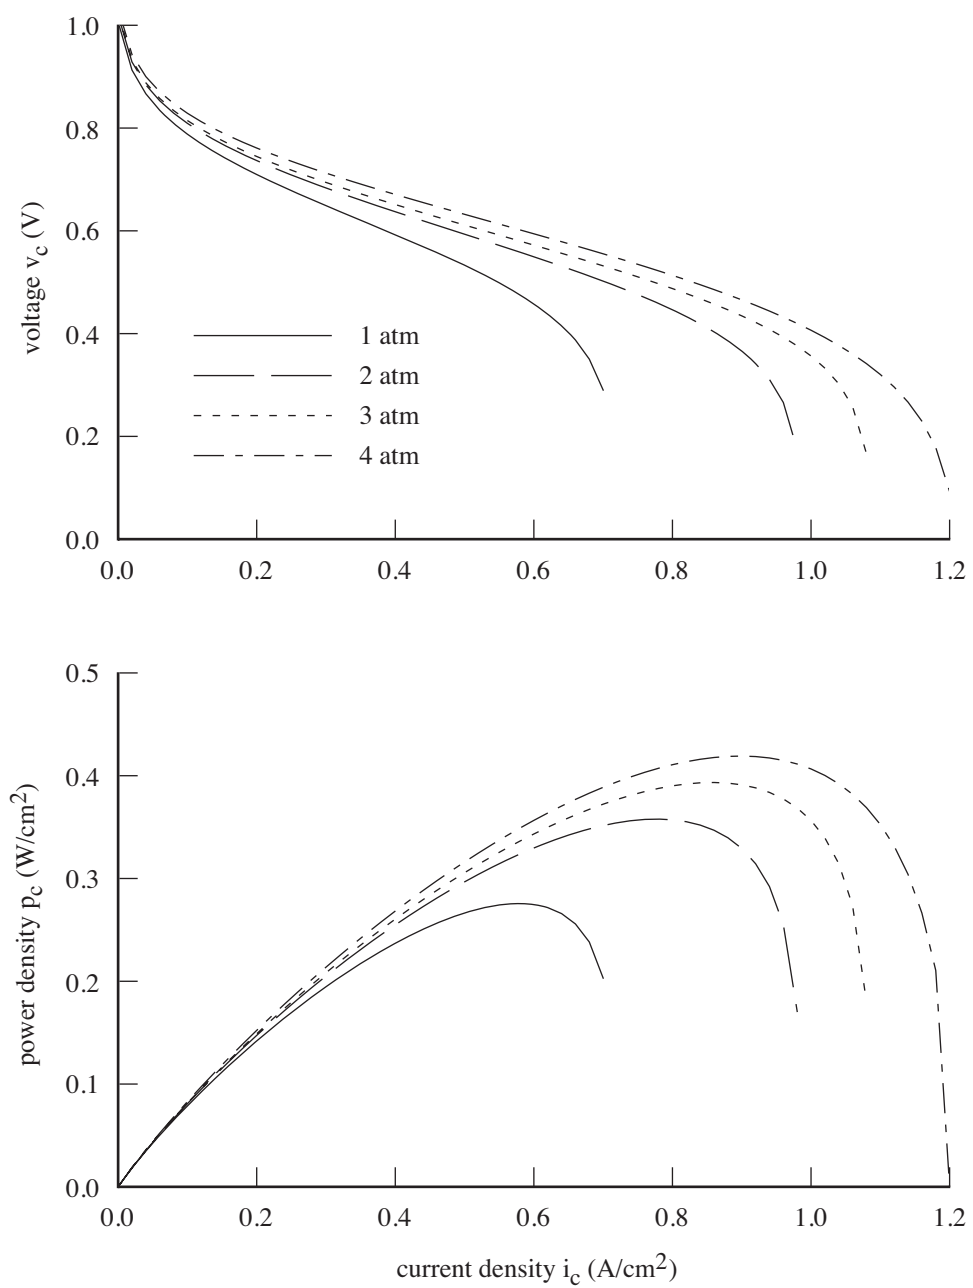 1.0
0.8
0.6
0.4
0.2
0.0
voltage v_c (V)
1 atm
2 atm
3 atm
4 atm
0.0 0.2 0.4 0.6 0.8 1.0 1.2
0.5
0.4
0.3
0.2
0.1
0.0
power density p_c (W/cm²)
0.0 0.2 0.4 0.6 0.8 1.0 1.2
current density i_c (A/cm²)